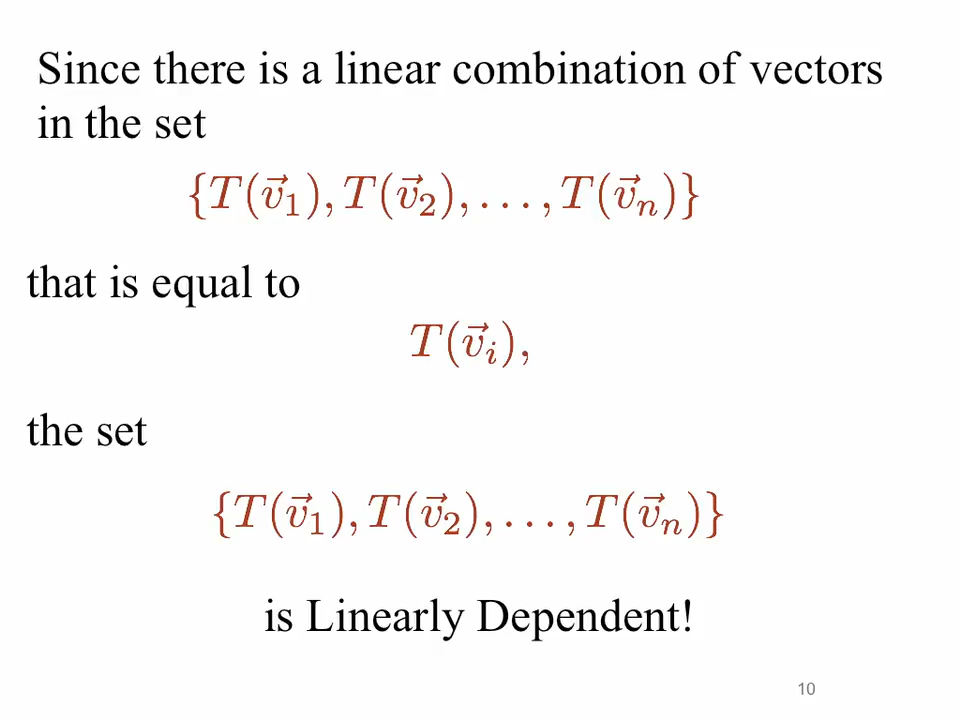 Since there is a linear combination of vectors
in the set
{T(v⃗₁), T(v⃗₂), . . . , T(v⃗ₙ)}
that is equal to
T(v⃗ᵢ),
the set
{T(v⃗₁), T(v⃗₂), . . . , T(v⃗ₙ)}
is Linearly Dependent!
10